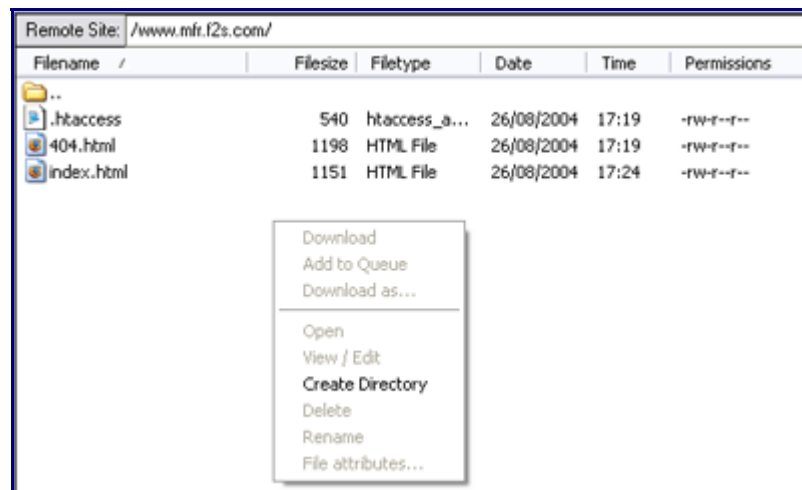 Remote Site: /www.mfr.f2s.com/
Filename / Filesize Filetype Date Time Permissions
..
.htaccess 540 htaccess_a... 26/08/2004 17:19 -rw-r--r--
404.html 1198 HTML File 26/08/2004 17:19 -rw-r--r--
index.html 1151 HTML File 26/08/2004 17:24 -rw-r--r--
Download
Add to Queue
Download as...
Open
View / Edit
Create Directory
Delete
Rename
File attributes...